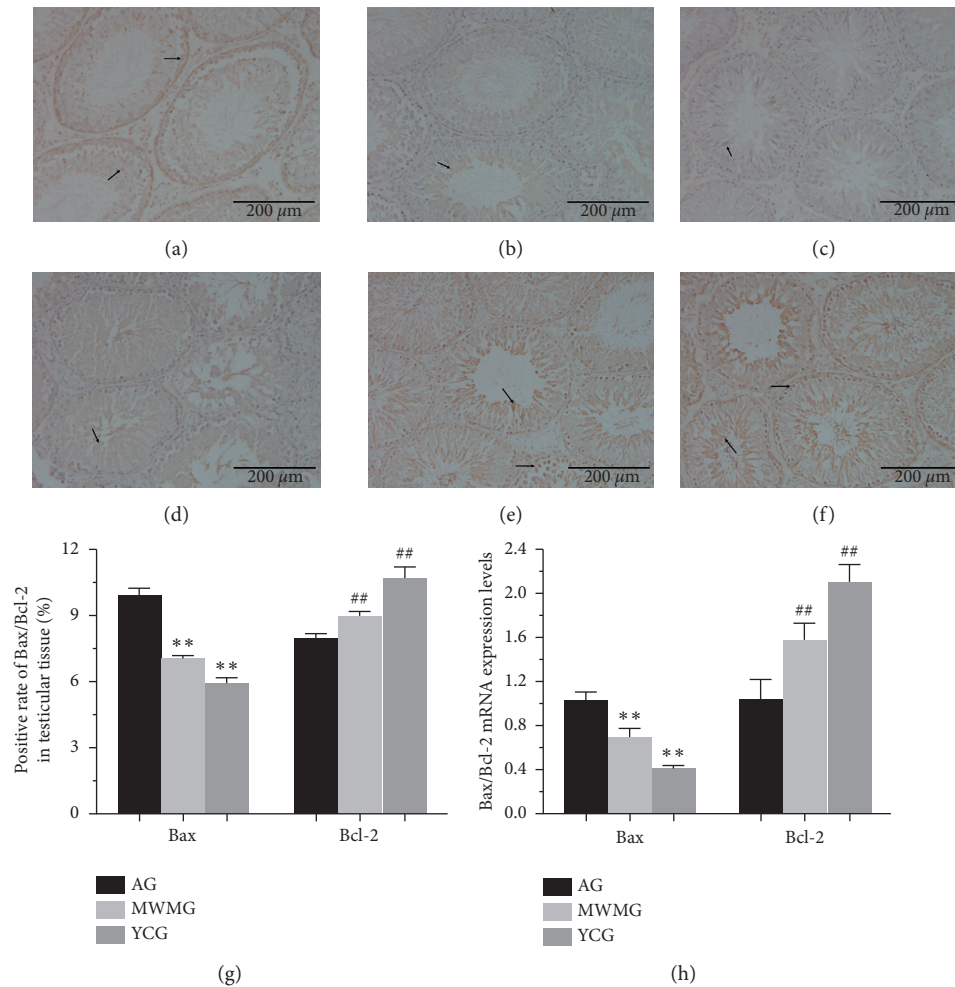 200 μm
200 μm
200 μm
(a)
(b)
(c)
200 μm
200 μm
200 μm
(d)
(e)
(f)
Positive rate of Bax/Bcl-2
in testicular tissue (%)
12
9
6
3
0
**
**
##
##
Bax
Bcl-2
AG
MWMG
YCG
(g)
Bax/Bcl-2 mRNA expression levels
2.4
2.0
1.6
1.2
0.8
0.4
0.0
**
**
##
##
Bax
Bcl-2
AG
MWMG
YCG
(h)